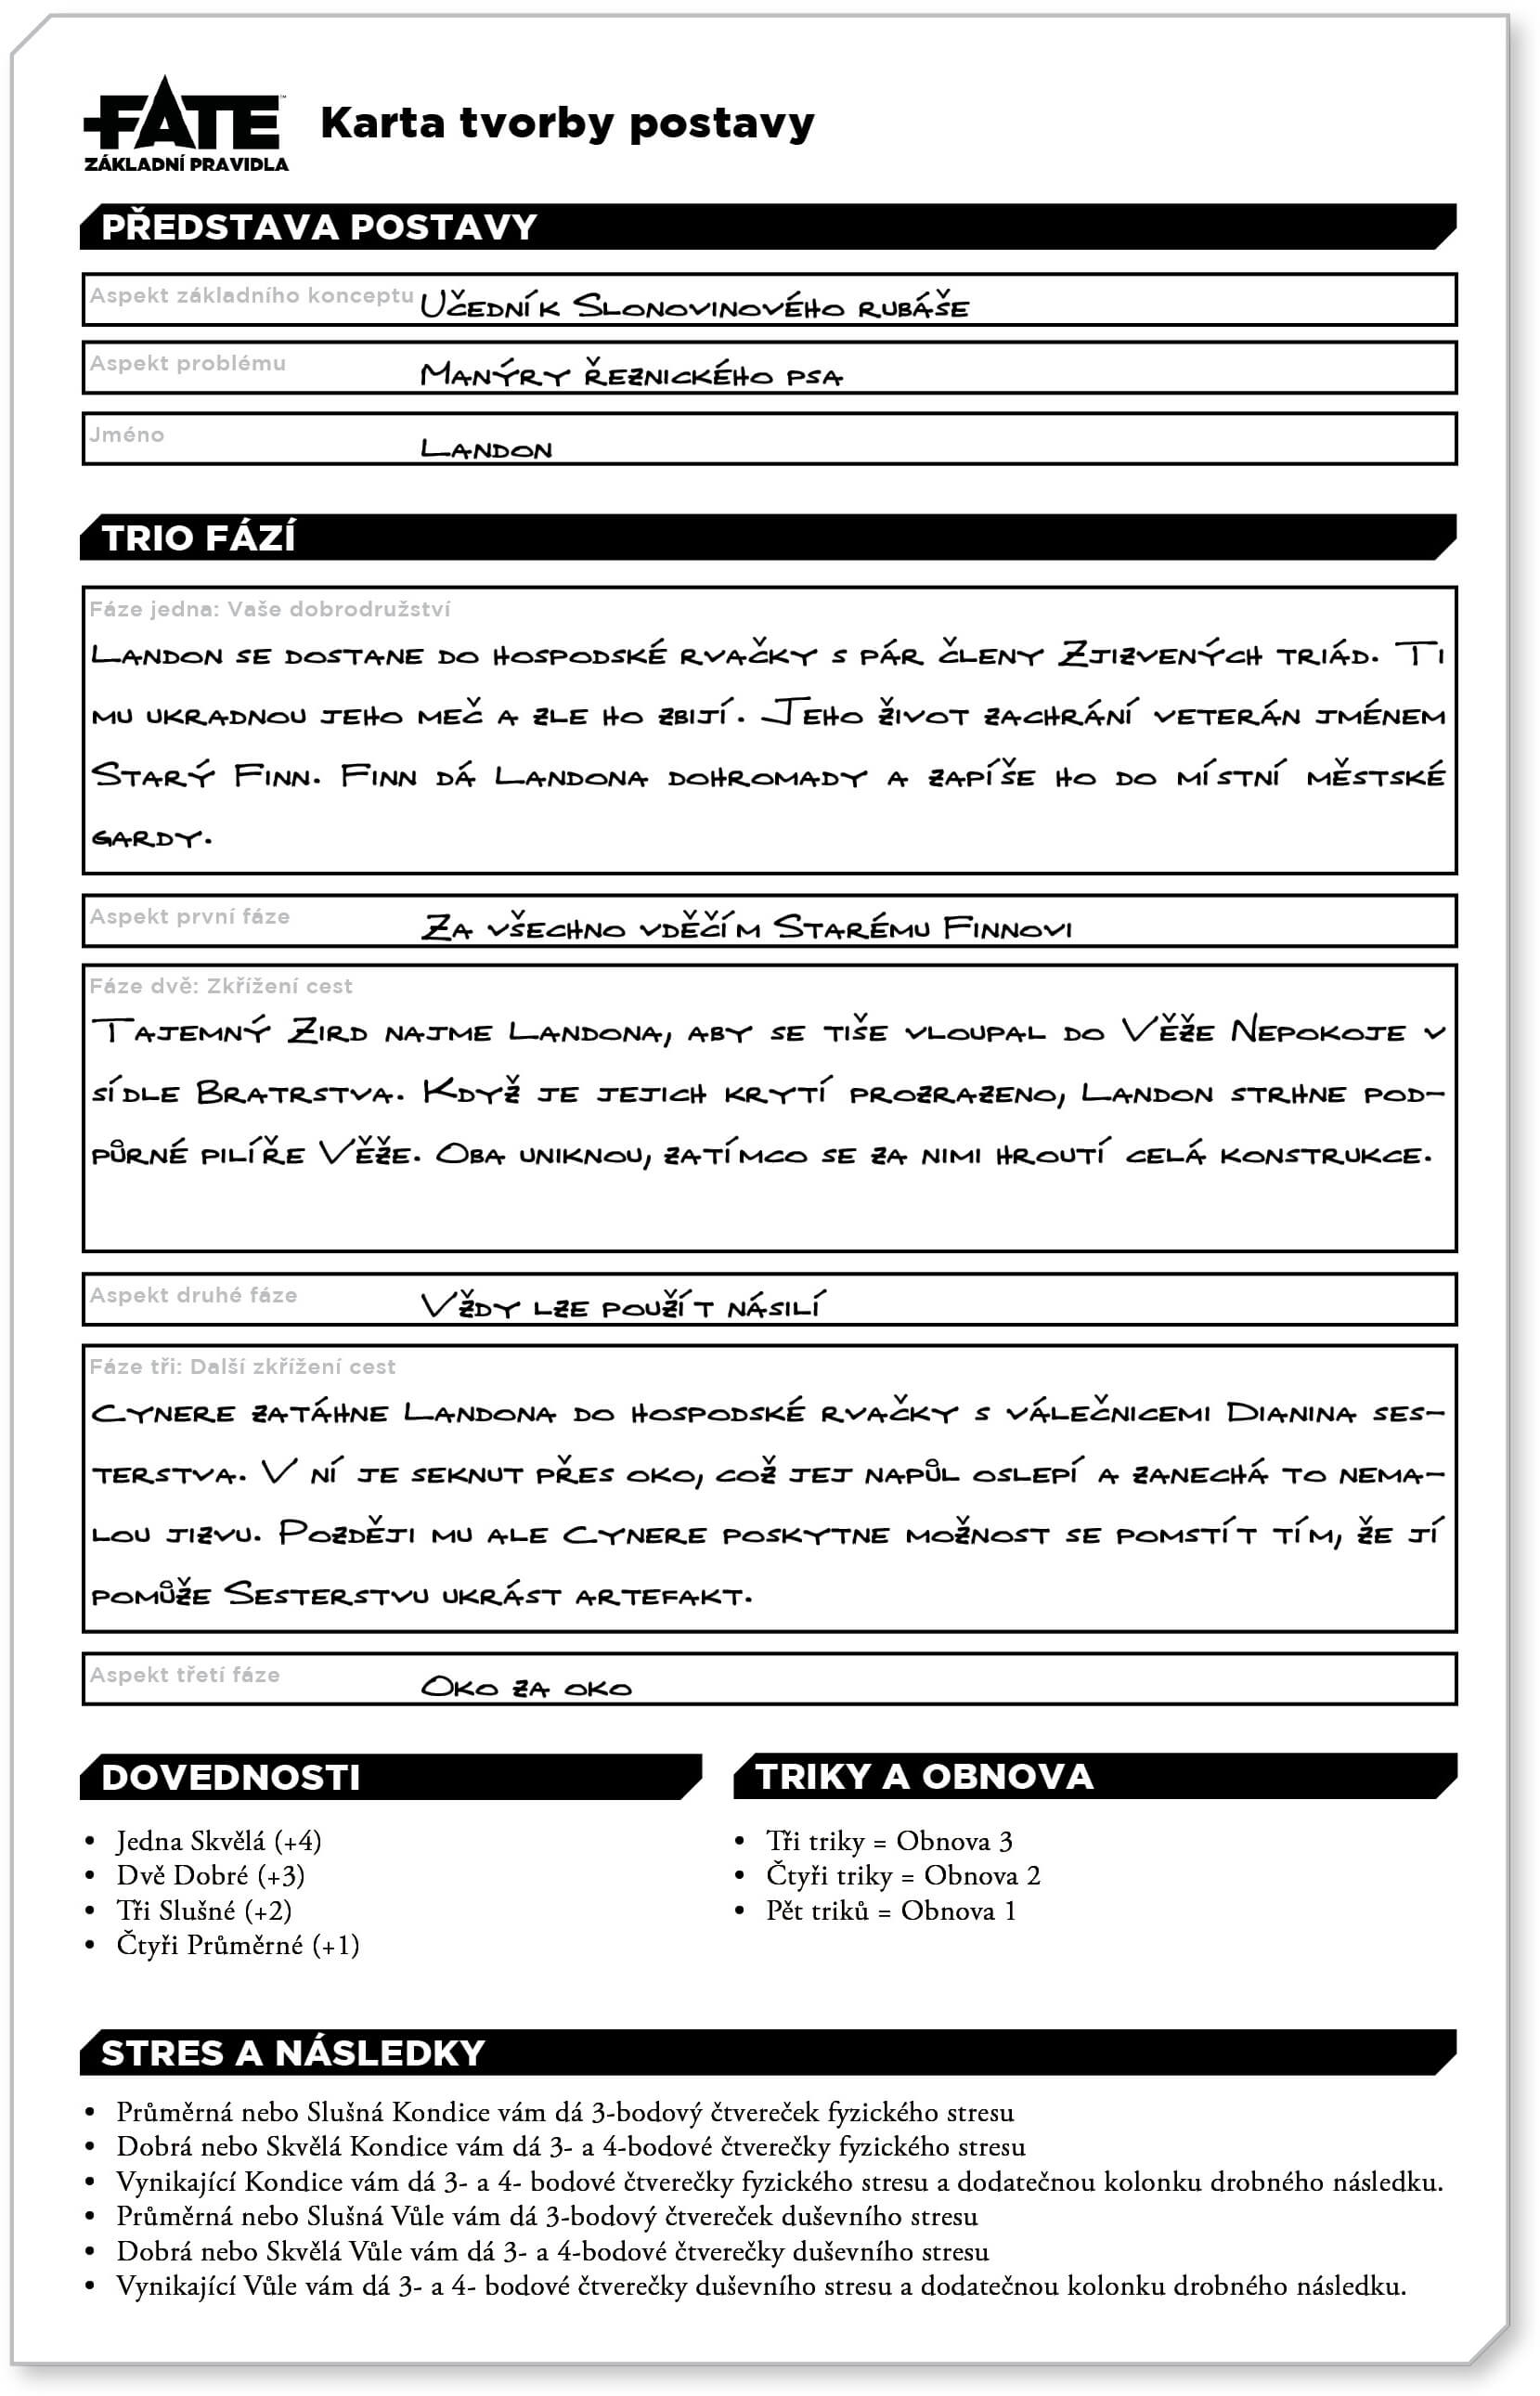 FATE™
ZÁKLADNÍ PRAVIDLA
Karta tvorby postavy
PŘEDSTAVA POSTAVY
Aspekt základního konceptu Učedník Slonovinového rubáše
Aspekt problému Manýry řeznického psa
Jméno Landon
TRIO FÁZÍ
Fáze jedna: Vaše dobrodružství
Landon se dostane do hospodské rvačky s pár členy Zjizvených triád. Ti
mu ukradnou jeho meč a zle ho zbijí. Jeho život zachrání veterán jménem
Starý Finn. Finn dá Landona dohromady a zapíše ho do místní městské
gardy.
Aspekt první fáze Za všechno vděčím Starému Finnovi
Fáze dvě: Zkřížení cest
Tajemný Zird najme Landona, aby se tiše vloupal do Věže Nepokoje v
sídle Bratrstva. Když je jejich krytí prozrazeno, Landon strhne pod-
půrné pilíře Věže. Oba uniknou, zatímco se za nimi hroutí celá konstrukce.
Aspekt druhé fáze Vždy lze použít násilí
Fáze tři: Další zkřížení cest
Cynere zatáhne Landona do hospodské rvačky s válečnicemi Dianina ses-
terstva. V ní je seknut přes oko, což jej napůl oslepí a zanechá to nema-
lou jizvu. Později mu ale Cynere poskytne možnost se pomstít tím, že jí
pomůže Sesterstvu ukrást artefakt.
Aspekt třetí fáze Oko za oko
DOVEDNOSTI
• Jedna Skvělá (+4)
• Dvě Dobré (+3)
• Tři Slušné (+2)
• Čtyři Průměrné (+1)
TRIKY A OBNOVA
• Tři triky = Obnova 3
• Čtyři triky = Obnova 2
• Pět triků = Obnova 1
STRES A NÁSLEDKY
• Průměrná nebo Slušná Kondice vám dá 3-bodový čtvereček fyzického stresu
• Dobrá nebo Skvělá Kondice vám dá 3- a 4-bodové čtverečky fyzického stresu
• Vynikající Kondice vám dá 3- a 4- bodové čtverečky fyzického stresu a dodatečnou kolonku drobného následku.
• Průměrná nebo Slušná Vůle vám dá 3-bodový čtvereček duševního stresu
• Dobrá nebo Skvělá Vůle vám dá 3- a 4-bodové čtverečky duševního stresu
• Vynikající Vůle vám dá 3- a 4- bodové čtverečky duševního stresu a dodatečnou kolonku drobného následku.